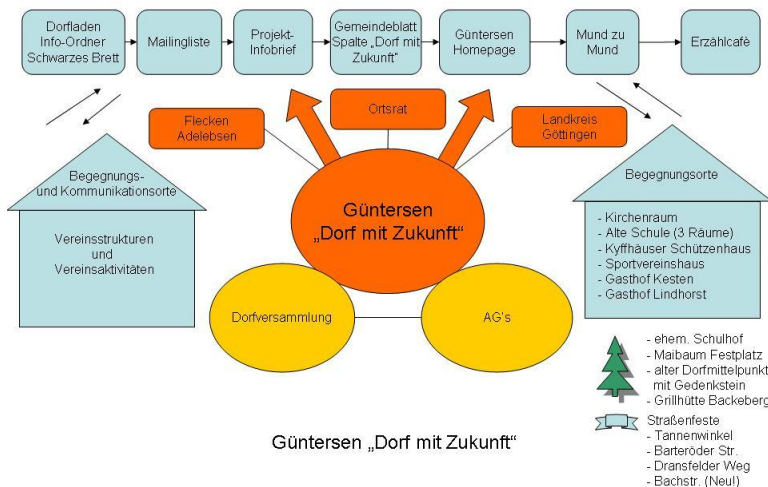 Dorfladen
Info-Ordner
Schwarzes Brett
Mailingliste
Projekt-
Infobrief
Gemeindeblatt
Spalte „Dorf mit
Zukunft“
Güntersen
Homepage
Mund zu
Mund
Erzählcafè
Flecken
Adelebsen
Ortsrat
Landkreis
Göttingen
Begegnungs-
und Kommunikationsorte
Vereinsstrukturen
und
Vereinsaktivitäten
Güntersen
„Dorf mit Zukunft“
Begegnungsorte
- Kirchenraum
- Alte Schule (3 Räume)
- Kyffhäuser Schützenhaus
- Sportvereinshaus
- Gasthof Kesten
- Gasthof Lindhorst
Dorfversammlung
AG's
- ehem. Schulhof
- Maibaum Festplatz
- alter Dorfmittelpunkt
mit Gedenkstein
- Grillhütte Backeberg
Straßenfeste
- Tannenwinkel
- Barteröder Str.
- Dransfelder Weg
- Bachstr. (Neu!)
Güntersen „Dorf mit Zukunft“